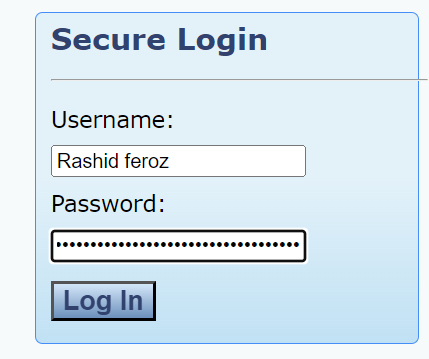 Secure Login
Username:
Rashid feroz
Password:
Log In